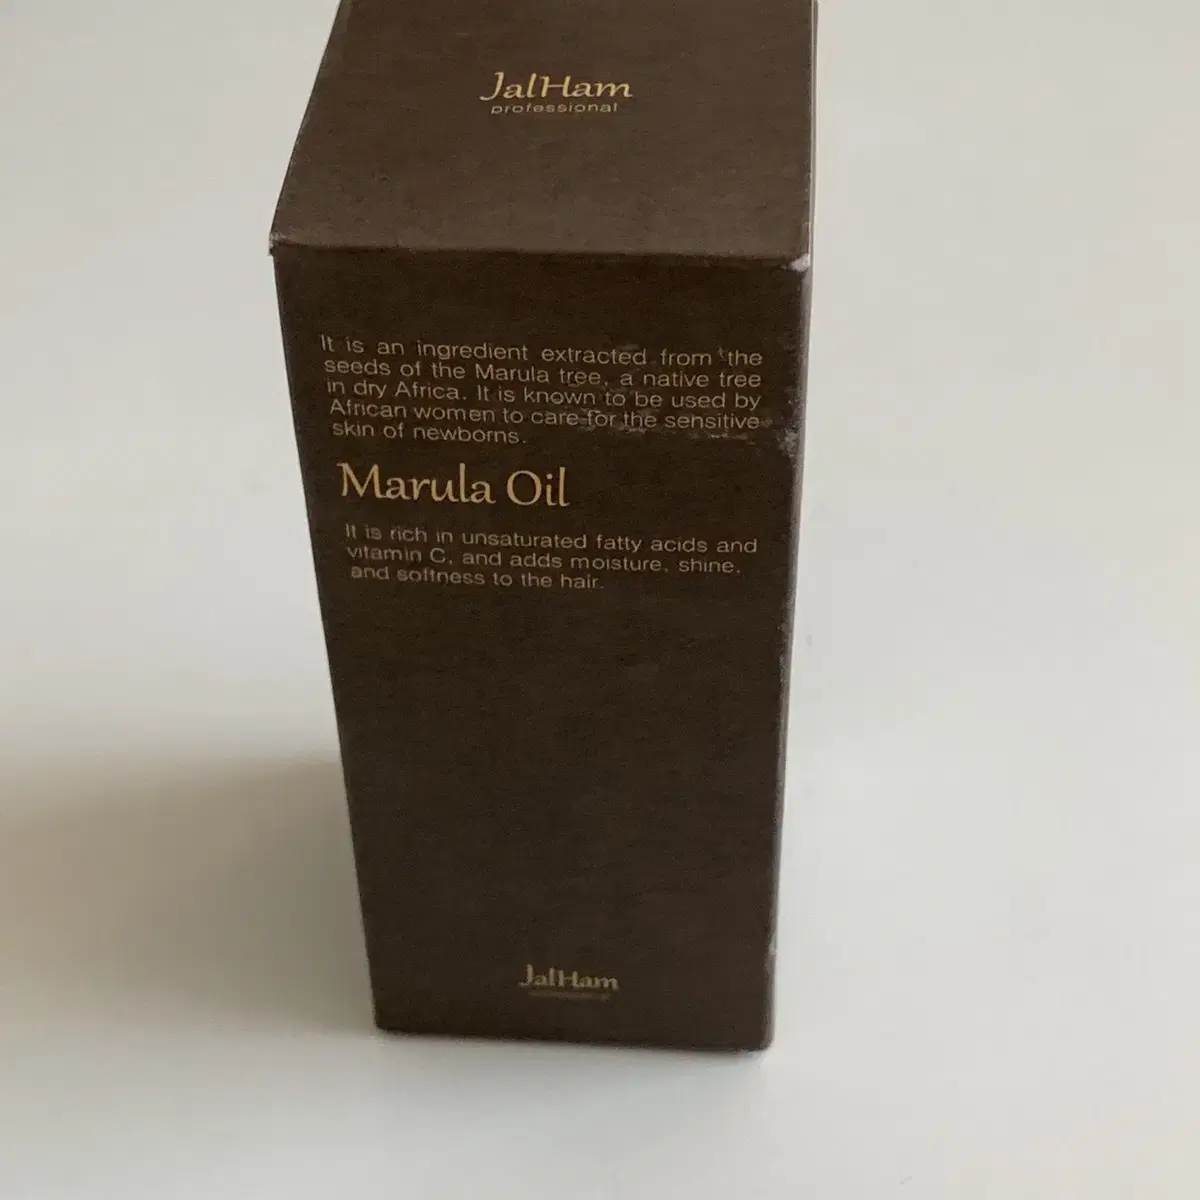 JalHam
professional
It is an ingredient extracted from the
seeds of the Marula tree, a native tree
in dry Africa. It is known to be used by
African women to care for the sensitive
skin of newborns.
Marula Oil
It is rich in unsaturated fatty acids and
vitamin C, and adds moisture, shine,
and softness to the hair.
JalHam